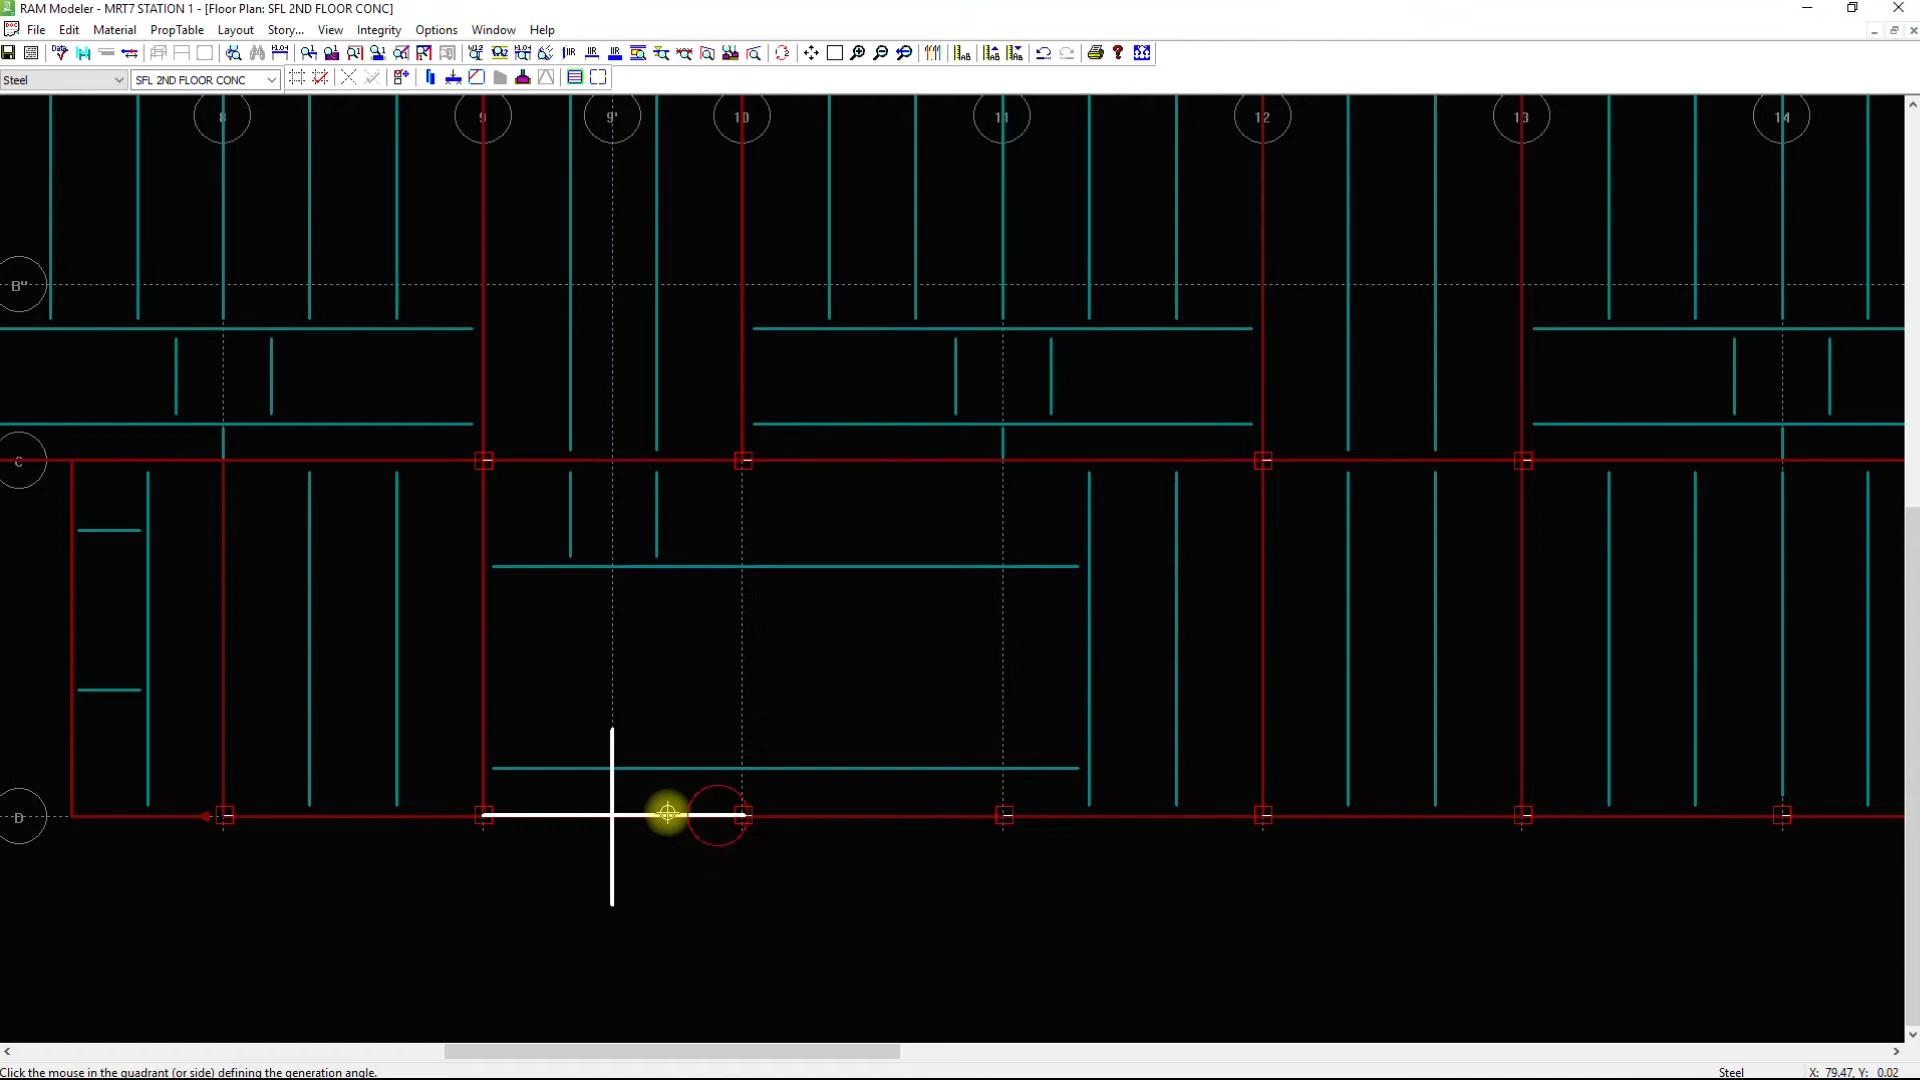 RAM Modeler - MRT7 STATION 1 - [Floor Plan: SFL 2ND FLOOR CONC]
File Edit Material PropTable Layout Story... View Integrity Options Window Help
Steel SFL 2ND FLOOR CONC
8 9 9' 10 11 12 13 14
B"
C
D
Click the mouse in the quadrant (or side) defining the generation angle. Steel X: 79.47, Y: 0.02